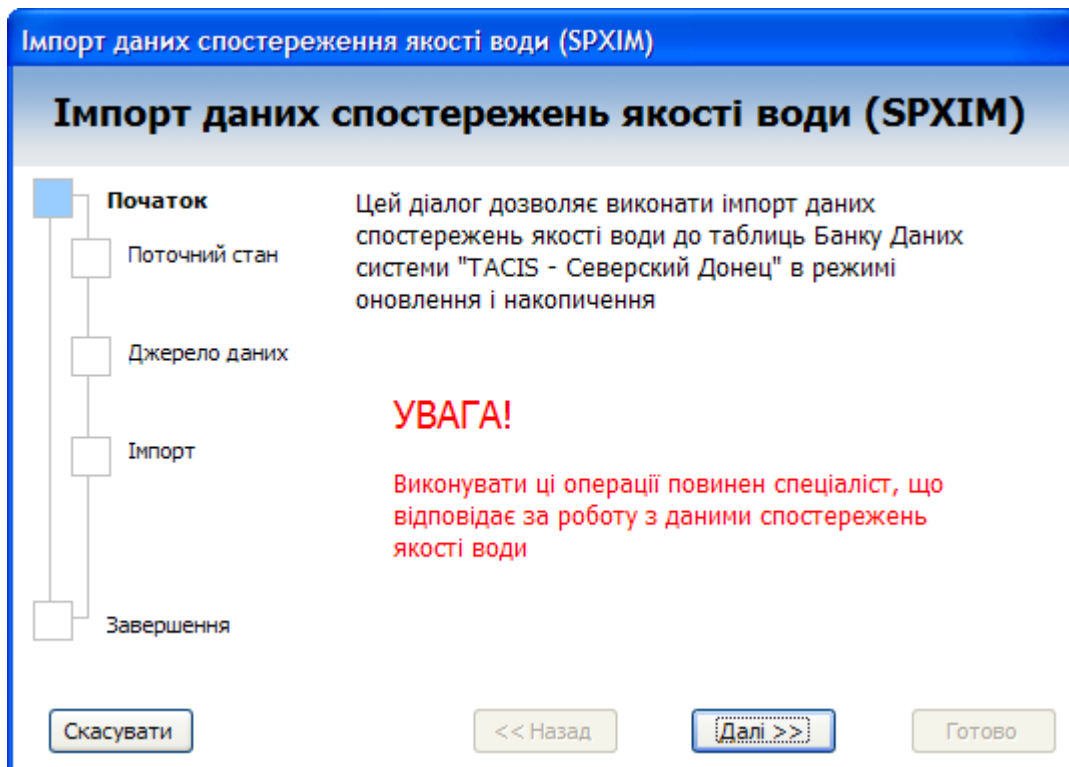 Імпорт даних спостереження якості води (SPXIM)
Імпорт даних спостережень якості води (SPXIM)
Початок
Поточний стан
Джерело даних
Імпорт
Завершення
Цей діалог дозволяє виконати імпорт даних
спостережень якості води до таблиць Банку Даних
системи "TACIS - Северский Донец" в режимі
оновлення і накопичення
УВАГА!
Виконувати ці операції повинен спеціаліст, що
відповідає за роботу з даними спостережень
якості води
Скасувати
<< Назад
Далі >>
Готово